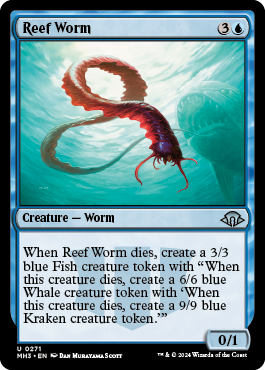 Reef Worm 3
Creature — Worm
When Reef Worm dies, create a 3/3
blue Fish creature token with “When
this creature dies, create a 6/6 blue
Whale creature token with ‘When
this creature dies, create a 9/9 blue
Kraken creature token.’”
0/1
U 0271
MH3 • EN Dan Murayama Scott
™ & © 2024 Wizards of the Coast